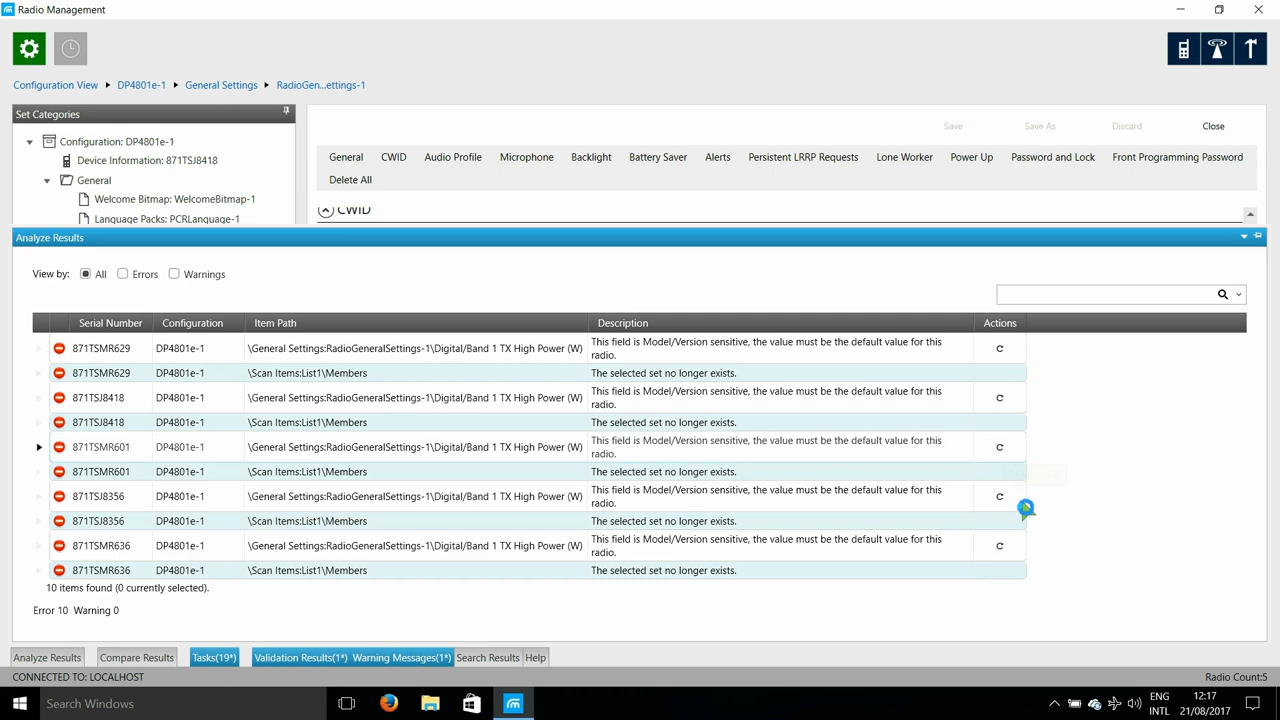 Radio Management
Configuration View DP4801e-1 General Settings RadioGen...ettings-1
Set Categories
Configuration: DP4801e-1
Device Information: 871TSJ8418
General
Welcome Bitmap: WelcomeBitmap-1
Language Packs: PCRLanguage-1
Save Save As Discard Close
General CWID Audio Profile Microphone Backlight Battery Saver Alerts Persistent LRRP Requests Lone Worker Power Up Password and Lock Front Programming Password
Delete All
CWID
Analyze Results
View by: All Errors Warnings
Serial Number Configuration Item Path Description Actions
871TSMR629 DP4801e-1 \General Settings:RadioGeneralSettings-1\Digital/Band 1 TX High Power (W) This field is Model/Version sensitive, the value must be the default value for this
radio.
871TSMR629 DP4801e-1 \Scan Items:List1\Members The selected set no longer exists.
871TSJ8418 DP4801e-1 \General Settings:RadioGeneralSettings-1\Digital/Band 1 TX High Power (W) This field is Model/Version sensitive, the value must be the default value for this
radio.
871TSJ8418 DP4801e-1 \Scan Items:List1\Members The selected set no longer exists.
871TSMR601 DP4801e-1 \General Settings:RadioGeneralSettings-1\Digital/Band 1 TX High Power (W) This field is Model/Version sensitive, the value must be the default value for this
radio.
871TSMR601 DP4801e-1 \Scan Items:List1\Members The selected set no longer exists.
871TSJ8356 DP4801e-1 \General Settings:RadioGeneralSettings-1\Digital/Band 1 TX High Power (W) This field is Model/Version sensitive, the value must be the default value for this
radio.
871TSJ8356 DP4801e-1 \Scan Items:List1\Members The selected set no longer exists.
871TSMR636 DP4801e-1 \General Settings:RadioGeneralSettings-1\Digital/Band 1 TX High Power (W) This field is Model/Version sensitive, the value must be the default value for this
radio.
871TSMR636 DP4801e-1 \Scan Items:List1\Members The selected set no longer exists.
10 items found (0 currently selected).
Error 10 Warning 0
Analyze Results Compare Results Tasks(19*) Validation Results(1*) Warning Messages(1*) Search Results Help
CONNECTED TO: LOCALHOST Radio Count:5
Search Windows
ENG 12:17
INTL 21/08/2017